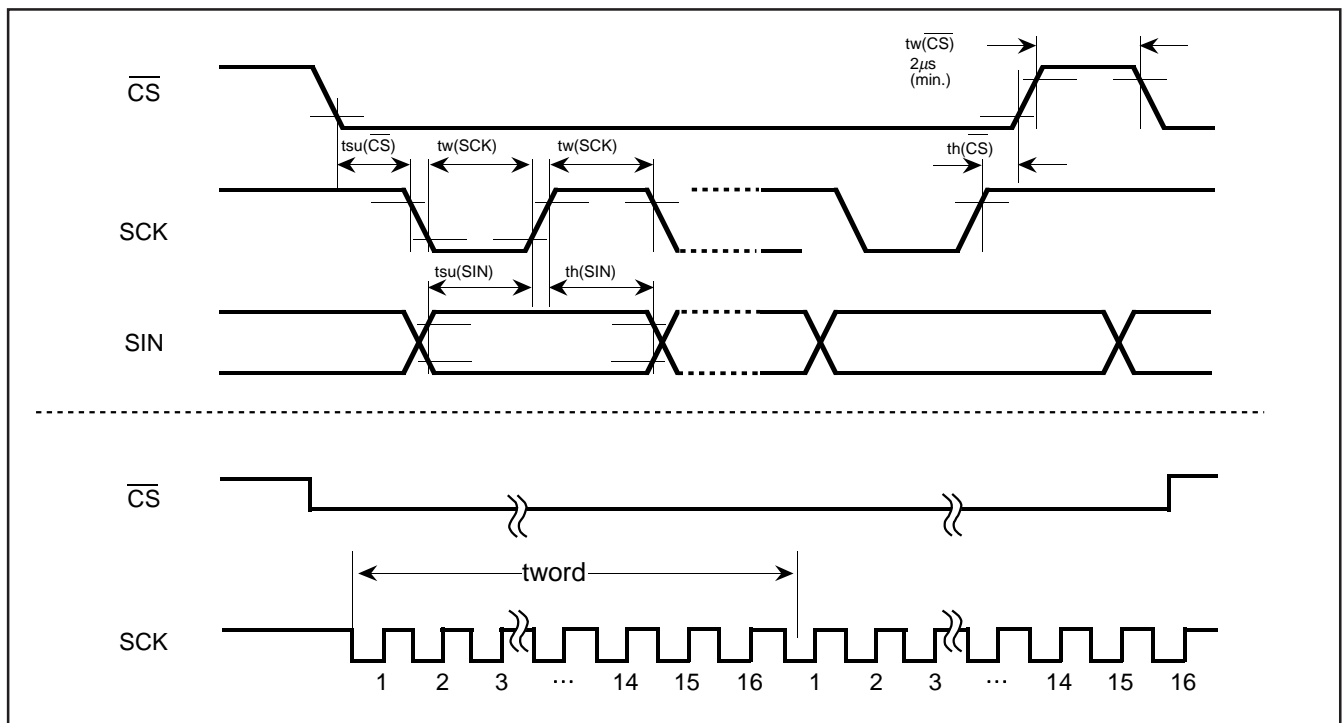 tw(CS)
2μs
(min.)
CS
tsu(CS) tw(SCK) tw(SCK) th(CS)
SCK
tsu(SIN) th(SIN)
SIN
CS
tword
SCK
1 2 3 ... 14 15 16 1 2 3 ... 14 15 16